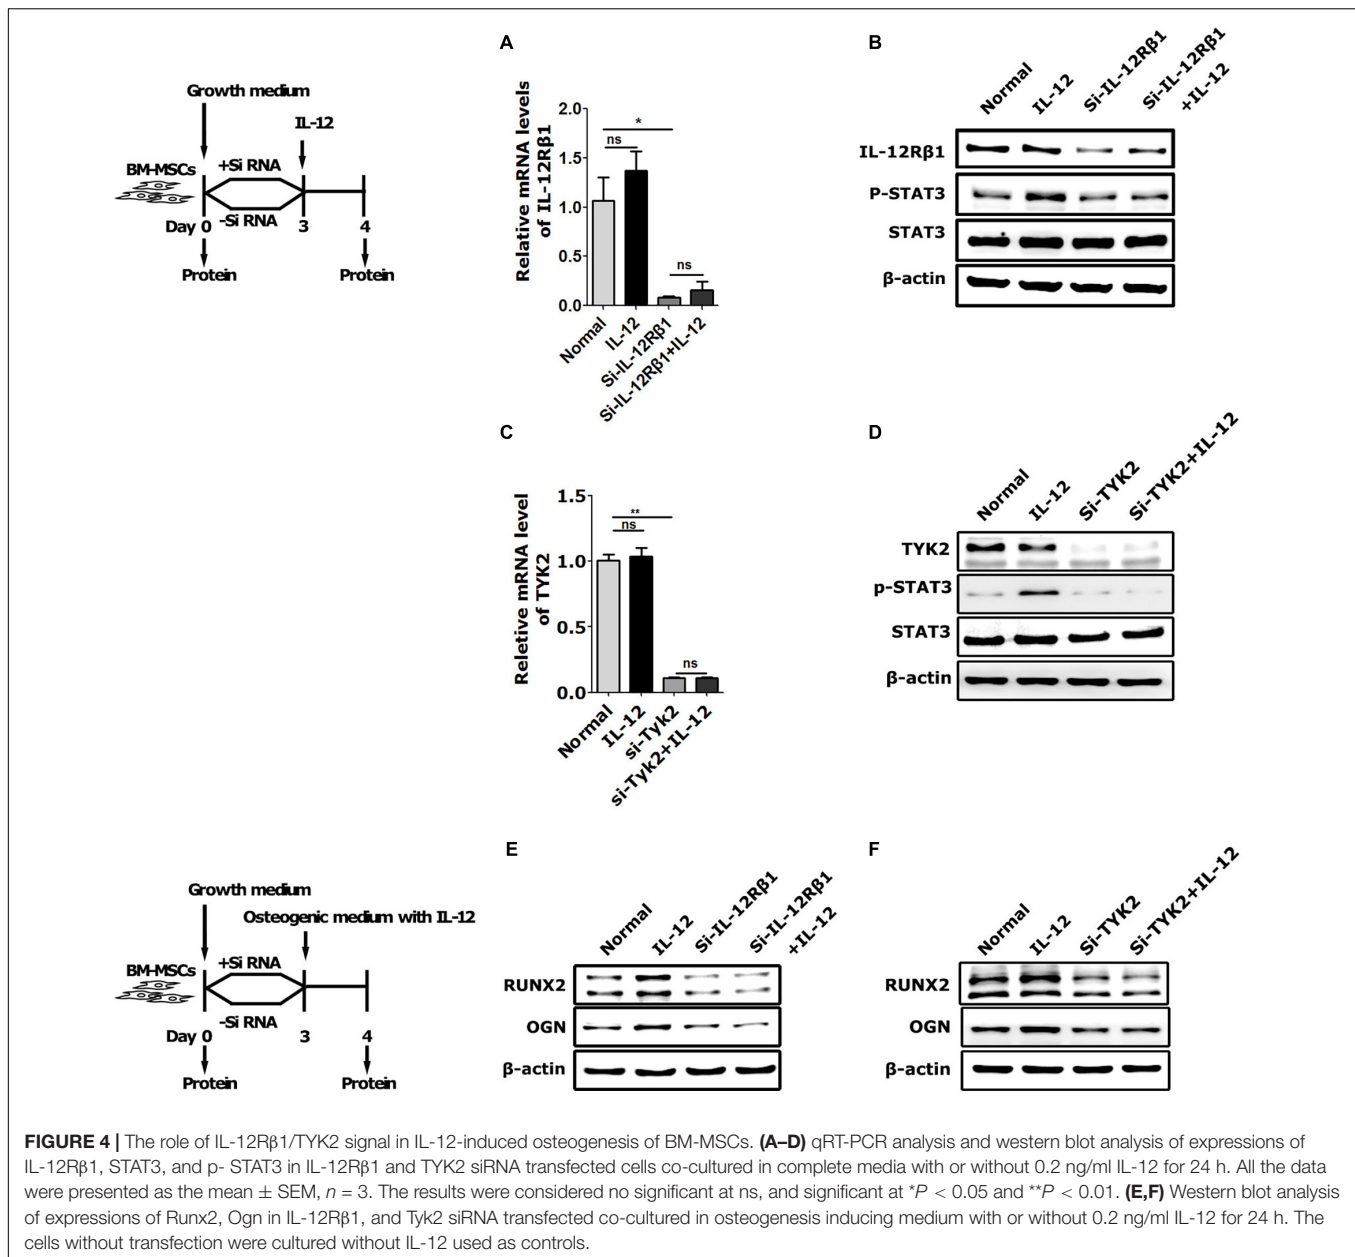 Growth medium
IL-12
BM-MSCs
+Si RNA
-Si RNA
Day 0
3
4
Protein
Protein
A
Relative mRNA levels
of IL-12Rβ1
2.0
1.5
1.0
0.5
0.0
*
ns
ns
Normal
IL-12
Si-IL-12Rβ1
Si-IL-12Rβ1+IL-12
B
Normal
IL-12
Si-IL-12Rβ1
Si-IL-12Rβ1
+IL-12
IL-12Rβ1
P-STAT3
STAT3
β-actin
C
Reletive mRNA level
of TYK2
1.5
1.0
0.5
0.0
**
ns
ns
Normal
IL-12
si-Tyk2
si-Tyk2+IL-12
D
Normal
IL-12
Si-TYK2
Si-TYK2+IL-12
TYK2
p-STAT3
STAT3
β-actin
Growth medium
Osteogenic medium with IL-12
BM-MSCs
+Si RNA
-Si RNA
Day 0
3
4
Protein
Protein
E
Normal
IL-12
Si-IL-12Rβ1
Si-IL-12Rβ1
+IL-12
RUNX2
OGN
β-actin
F
Normal
IL-12
Si-TYK2
Si-TYK2+IL-12
RUNX2
OGN
β-actin
FIGURE 4 | The role of IL-12Rβ1/TYK2 signal in IL-12-induced osteogenesis of BM-MSCs. (A–D) qRT-PCR analysis and western blot analysis of expressions of
IL-12Rβ1, STAT3, and p- STAT3 in IL-12Rβ1 and TYK2 siRNA transfected cells co-cultured in complete media with or without 0.2 ng/ml IL-12 for 24 h. All the data
were presented as the mean ± SEM, n = 3. The results were considered no significant at ns, and significant at *P < 0.05 and **P < 0.01. (E,F) Western blot analysis
of expressions of Runx2, Ogn in IL-12Rβ1, and Tyk2 siRNA transfected co-cultured in osteogenesis inducing medium with or without 0.2 ng/ml IL-12 for 24 h. The
cells without transfection were cultured without IL-12 used as controls.